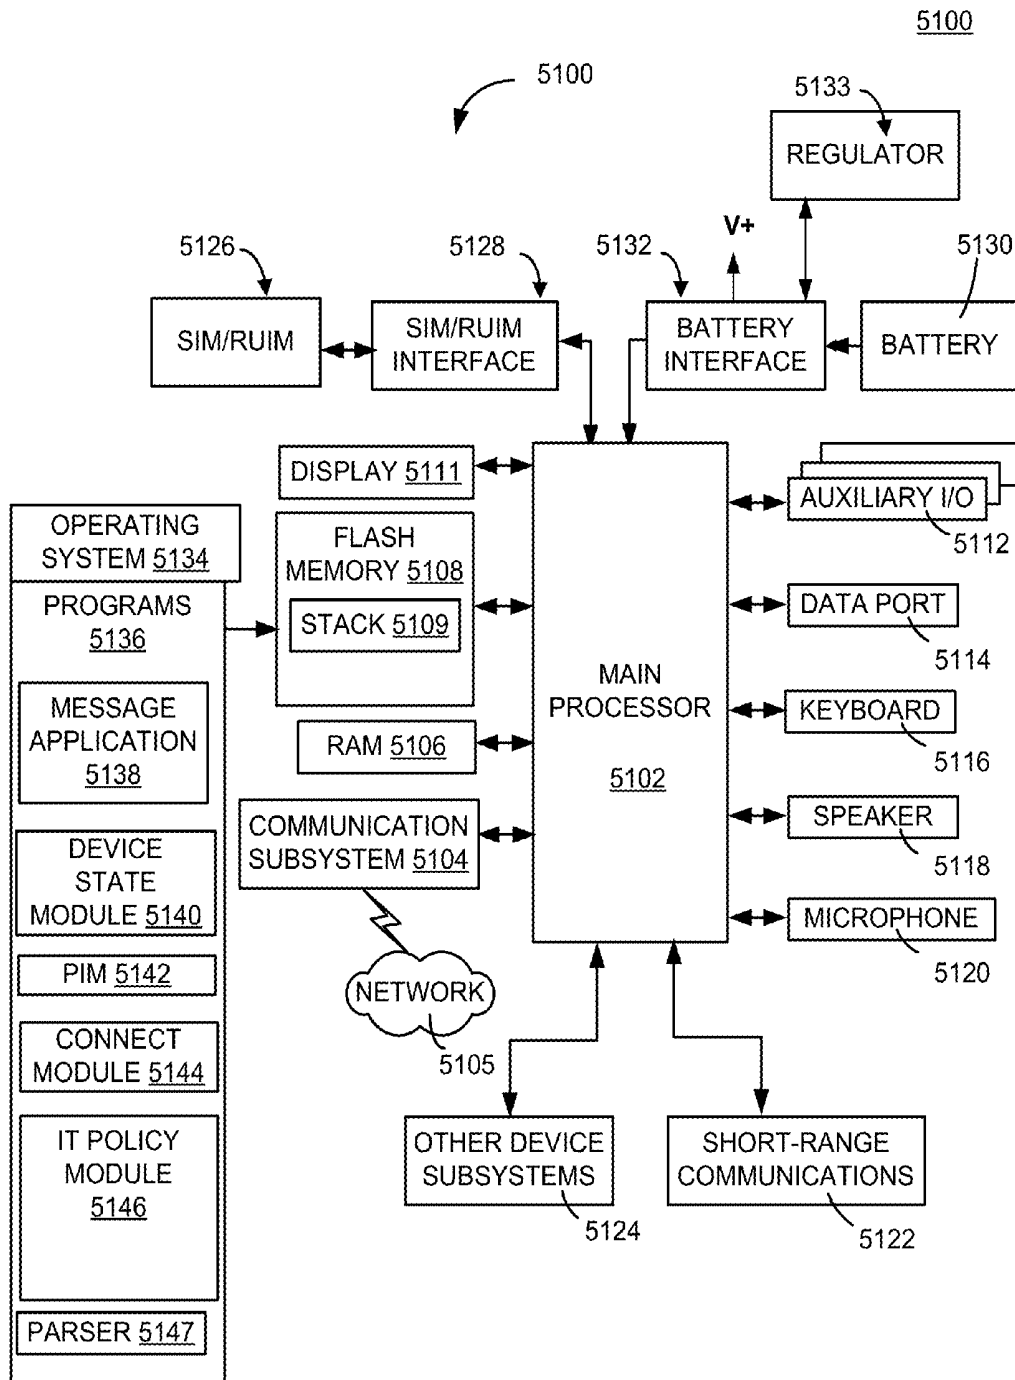 5100
5100
5133
REGULATOR
V+
5126
5128
5132
5130
SIM/RUIM
SIM/RUIM
INTERFACE
BATTERY
INTERFACE
BATTERY
DISPLAY 5111
AUXILIARY I/O
5112
OPERATING
SYSTEM 5134
FLASH
MEMORY 5108
STACK 5109
PROGRAMS
5136
DATA PORT
5114
MAIN
PROCESSOR
5102
MESSAGE
APPLICATION
5138
KEYBOARD
5116
RAM 5106
COMMUNICATION
SUBSYSTEM 5104
SPEAKER
5118
DEVICE
STATE
MODULE 5140
MICROPHONE
5120
PIM 5142
NETWORK
5105
CONNECT
MODULE 5144
IT POLICY
MODULE
5146
OTHER DEVICE
SUBSYSTEMS
5124
SHORT-RANGE
COMMUNICATIONS
5122
PARSER 5147